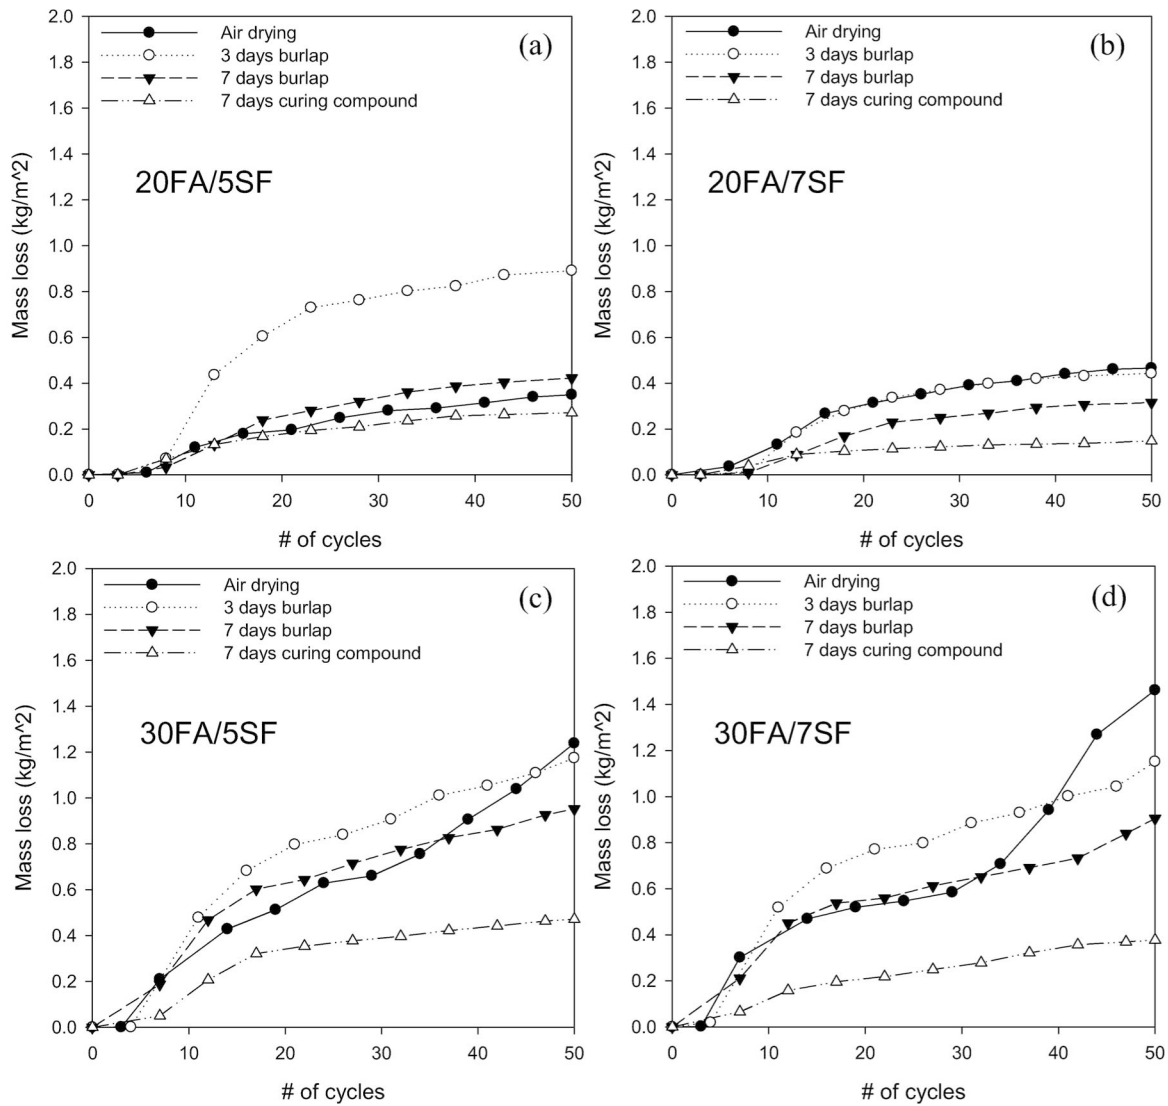 2.0
1.8
1.6
1.4
1.2
1.0
0.8
0.6
0.4
0.2
0.0
Mass loss (kg/m^2)
Air drying
3 days burlap
7 days burlap
7 days curing compound
(a)
20FA/5SF
0 10 20 30 40 50
# of cycles
2.0
1.8
1.6
1.4
1.2
1.0
0.8
0.6
0.4
0.2
0.0
Mass loss (kg/m^2)
Air drying
3 days burlap
7 days burlap
7 days curing compound
(b)
20FA/7SF
0 10 20 30 40 50
# of cycles
2.0
1.8
1.6
1.4
1.2
1.0
0.8
0.6
0.4
0.2
0.0
Mass loss (kg/m^2)
Air drying
3 days burlap
7 days burlap
7 days curing compound
(c)
30FA/5SF
0 10 20 30 40 50
# of cycles
2.0
1.8
1.6
1.4
1.2
1.0
0.8
0.6
0.4
0.2
0.0
Mass loss (kg/m^2)
Air drying
3 days burlap
7 days burlap
7 days curing compound
(d)
30FA/7SF
0 10 20 30 40 50
# of cycles